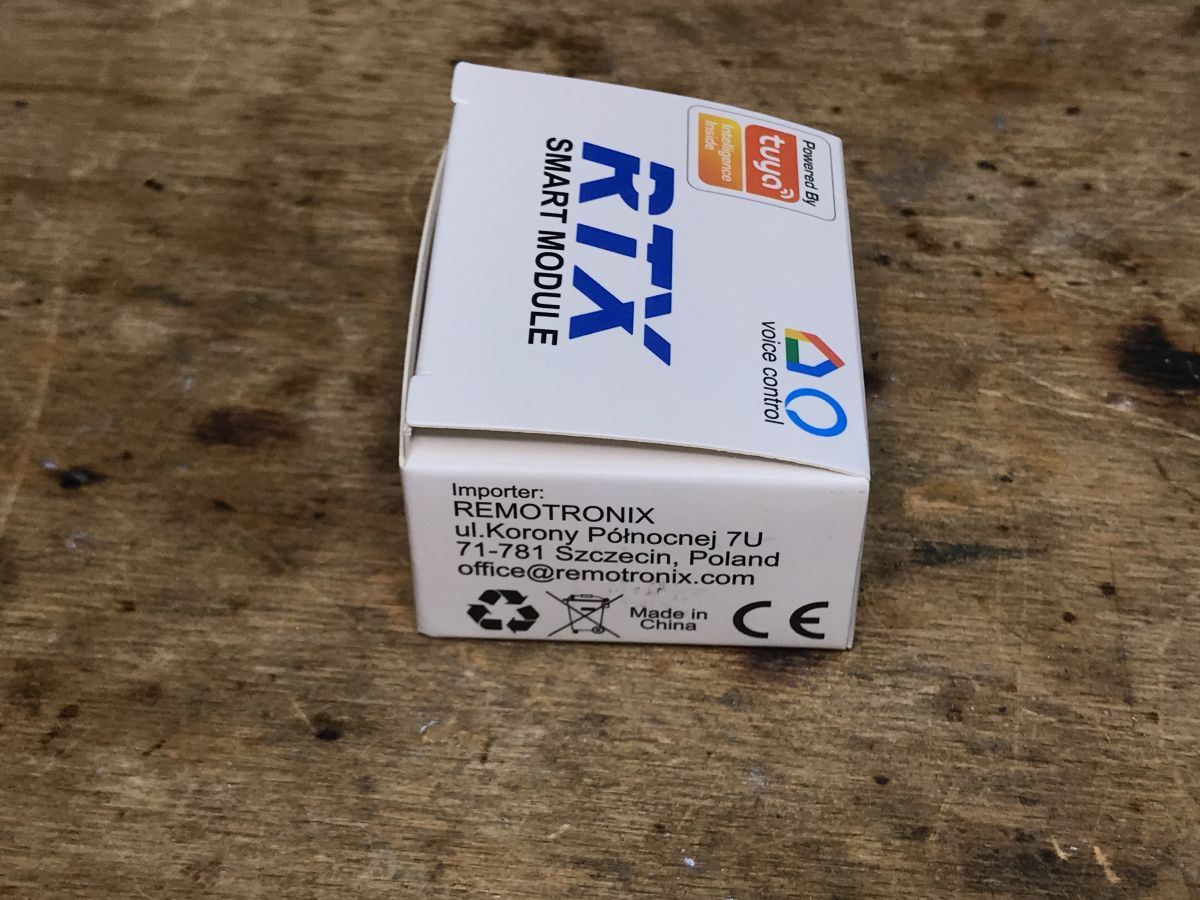 Powered By
tuya
Intelligence
Inside
RTX
SMART MODULE
voice control
Importer:
REMOTRONIX
ul.Korony Północnej 7U
71-781 Szczecin, Poland
office@remotronix.com
Made in
China
CE